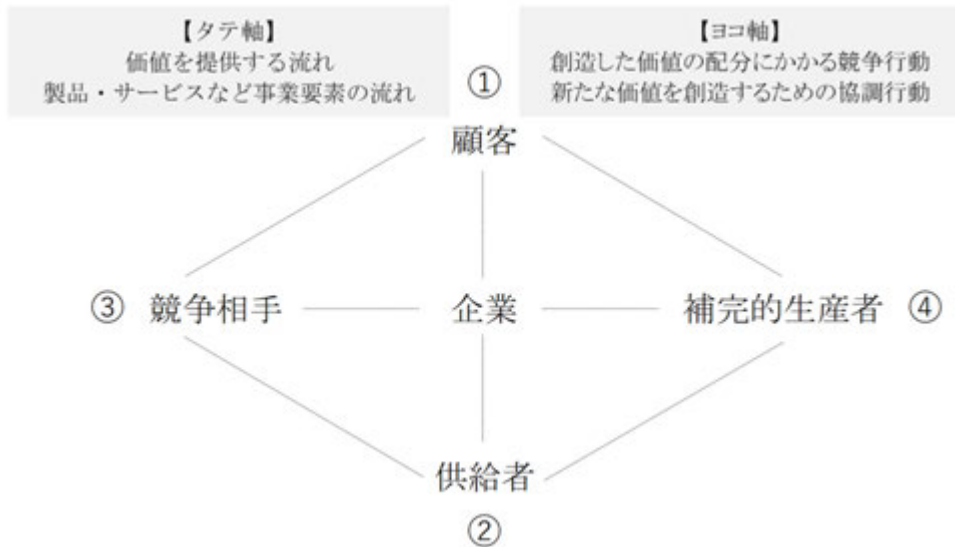 【タテ軸】
価値を提供する流れ
製品・サービスなど事業要素の流れ
【ヨコ軸】
創造した価値の配分にかかる競争行動
新たな価値を創造するための協調行動
①
顧客
③ 競争相手
企業
補完的生産者 ④
供給者
②